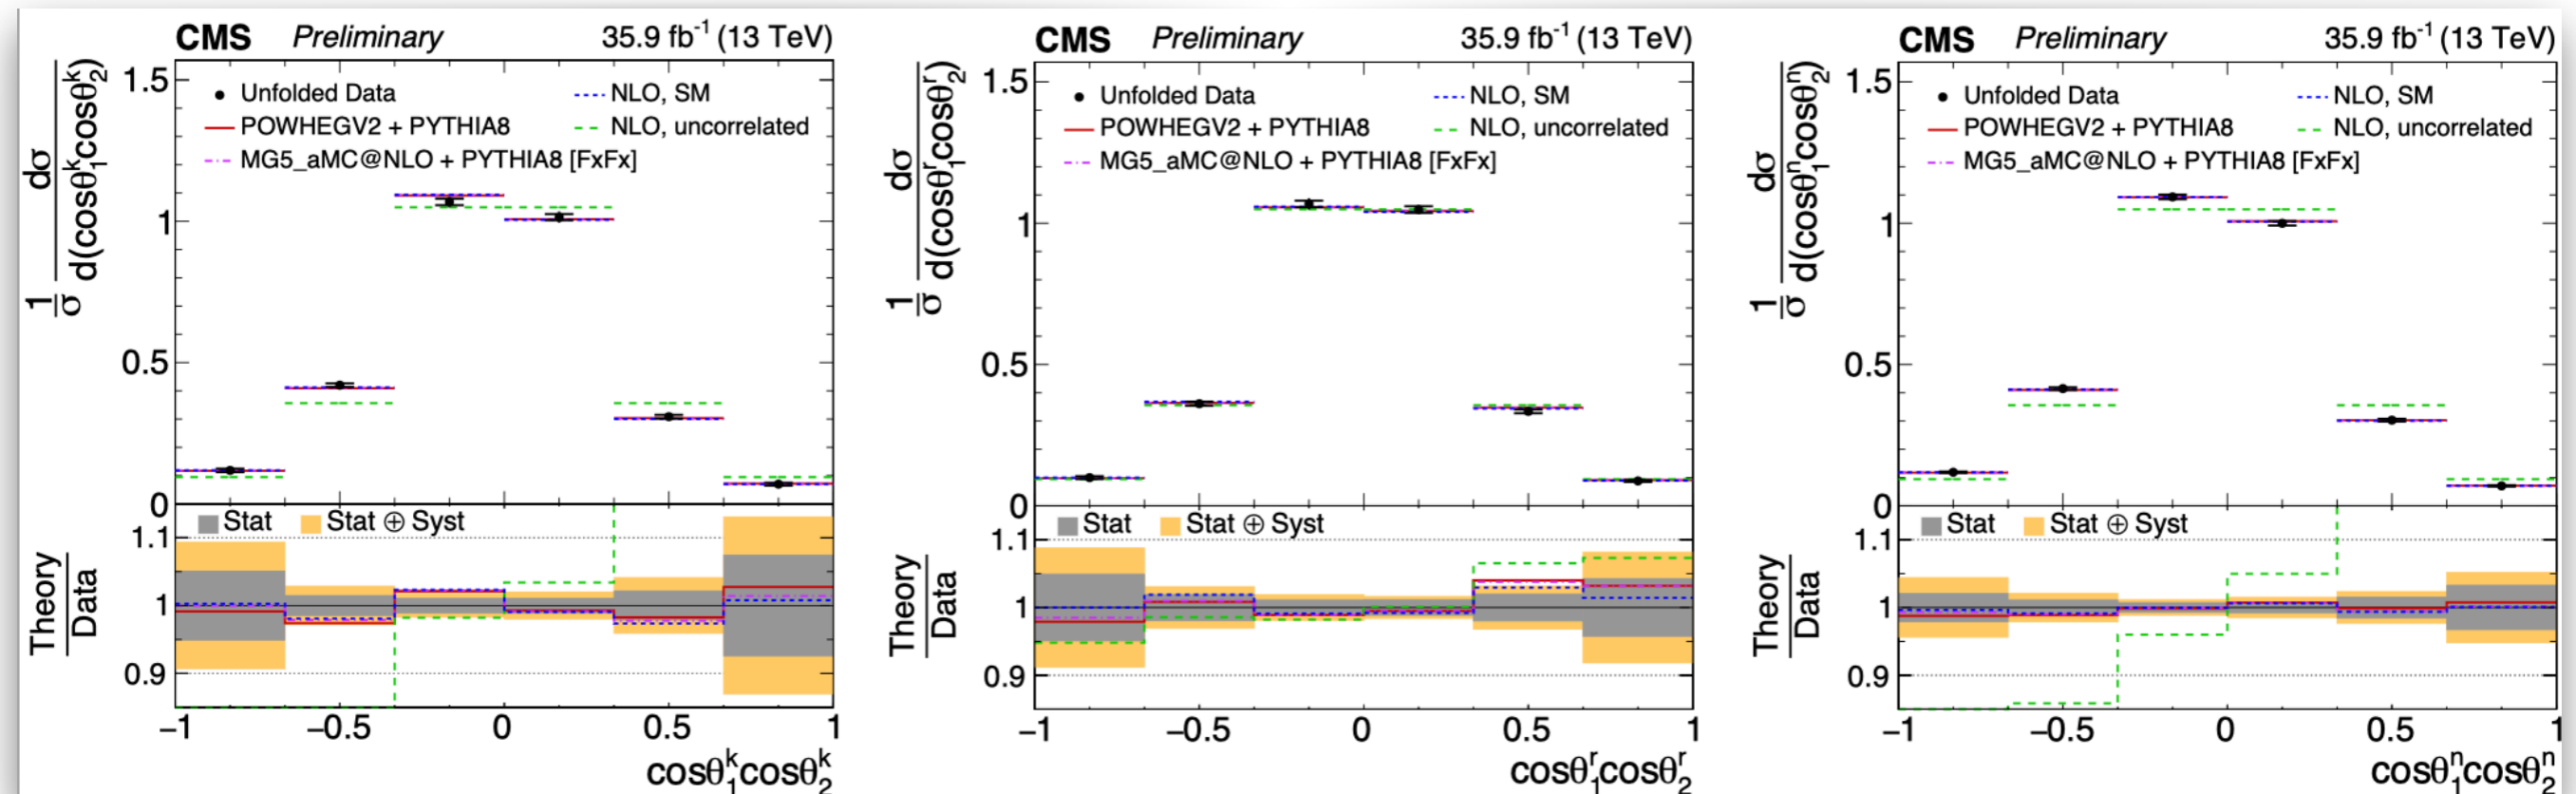 CMS Preliminary 35.9 fb⁻¹ (13 TeV)
1/σ dσ/d(cosθ₁ᵏcosθ₂ᵏ)
1.5
1
0.5
0
Unfolded Data
POWHEGV2 + PYTHIA8
MG5_aMC@NLO + PYTHIA8 [FxFx]
NLO, SM
NLO, uncorrelated
Theory/Data
1.1
1
0.9
Stat
Stat ⊕ Syst
−1 −0.5 0 0.5 1
cosθ₁ᵏcosθ₂ᵏ
CMS Preliminary 35.9 fb⁻¹ (13 TeV)
1/σ dσ/d(cosθ₁ʳcosθ₂ʳ)
1.5
1
0.5
0
Unfolded Data
POWHEGV2 + PYTHIA8
MG5_aMC@NLO + PYTHIA8 [FxFx]
NLO, SM
NLO, uncorrelated
Theory/Data
1.1
1
0.9
Stat
Stat ⊕ Syst
−1 −0.5 0 0.5 1
cosθ₁ʳcosθ₂ʳ
CMS Preliminary 35.9 fb⁻¹ (13 TeV)
1/σ dσ/d(cosθ₁ⁿcosθ₂ⁿ)
1.5
1
0.5
0
Unfolded Data
POWHEGV2 + PYTHIA8
MG5_aMC@NLO + PYTHIA8 [FxFx]
NLO, SM
NLO, uncorrelated
Theory/Data
1.1
1
0.9
Stat
Stat ⊕ Syst
−1 −0.5 0 0.5 1
cosθ₁ⁿcosθ₂ⁿ